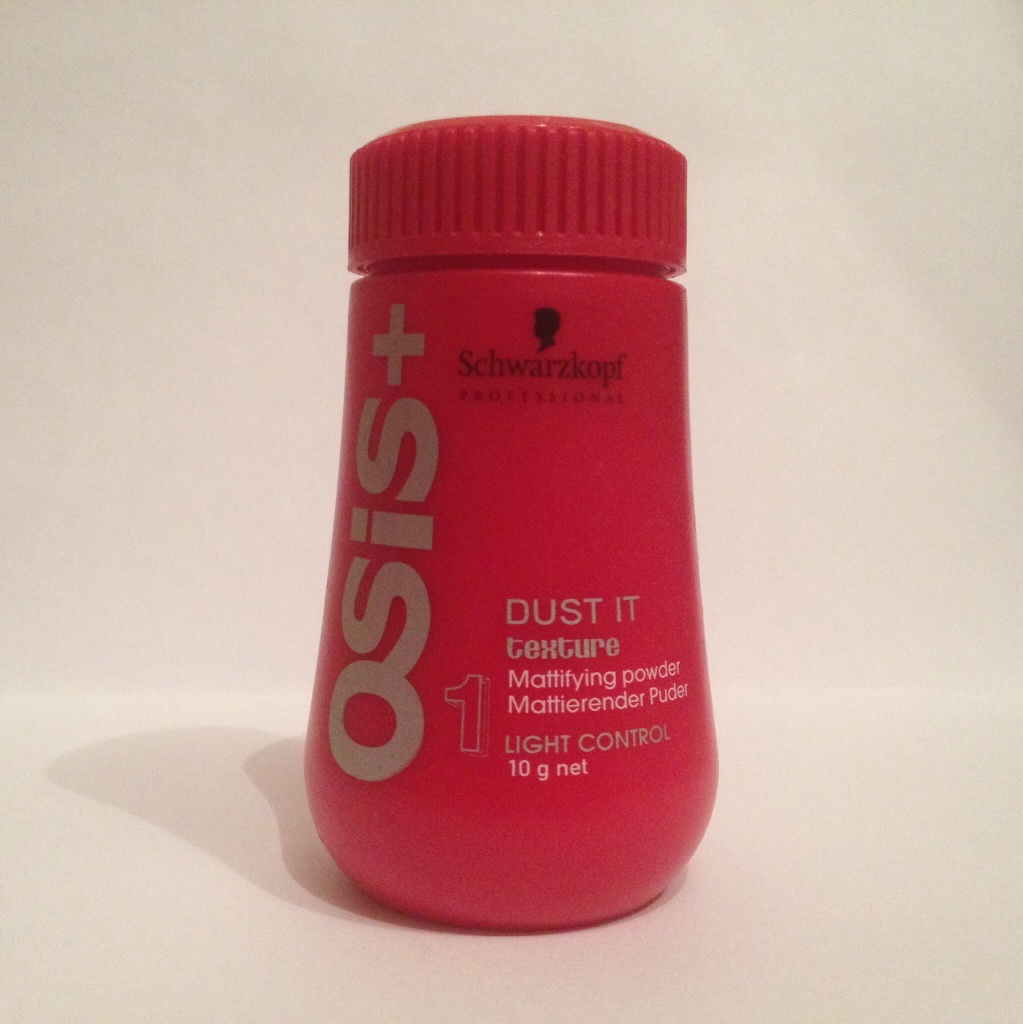 Schwarzkopf
PROFESSIONAL
OSiS+
DUST IT
texture
Mattifying powder
Mattierender Puder
1
LIGHT CONTROL
10 g net